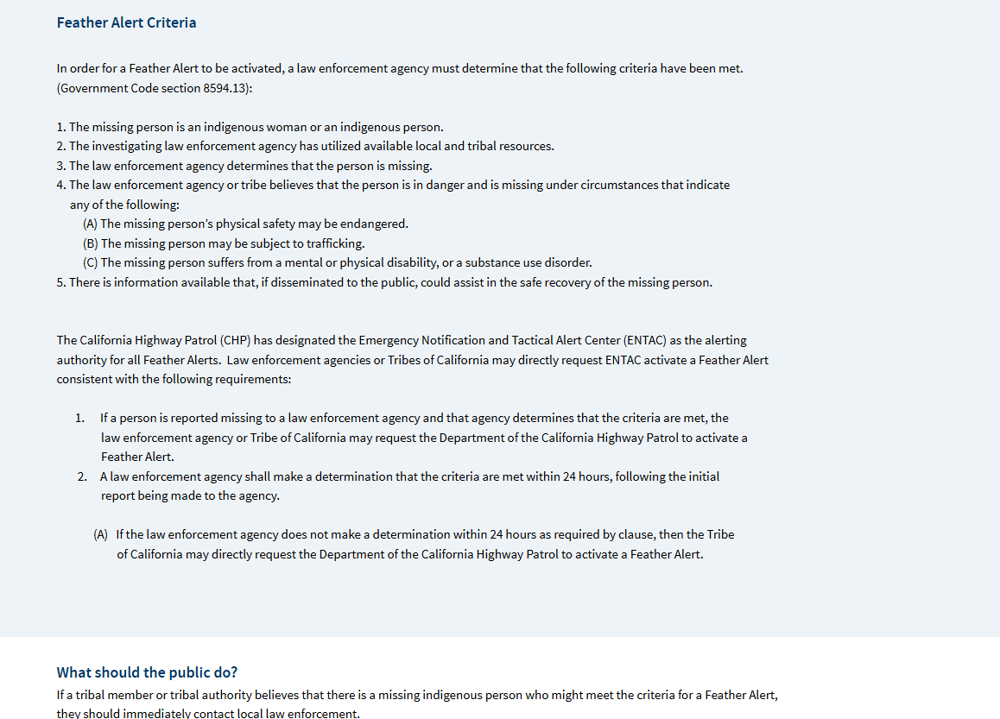 Feather Alert Criteria
In order for a Feather Alert to be activated, a law enforcement agency must determine that the following criteria have been met.
(Government Code section 8594.13):
1. The missing person is an indigenous woman or an indigenous person.
2. The investigating law enforcement agency has utilized available local and tribal resources.
3. The law enforcement agency determines that the person is missing.
4. The law enforcement agency or tribe believes that the person is in danger and is missing under circumstances that indicate
any of the following:
(A) The missing person's physical safety may be endangered.
(B) The missing person may be subject to trafficking.
(C) The missing person suffers from a mental or physical disability, or a substance use disorder.
5. There is information available that, if disseminated to the public, could assist in the safe recovery of the missing person.
The California Highway Patrol (CHP) has designated the Emergency Notification and Tactical Alert Center (ENTAC) as the alerting
authority for all Feather Alerts.  Law enforcement agencies or Tribes of California may directly request ENTAC activate a Feather Alert
consistent with the following requirements:
1. If a person is reported missing to a law enforcement agency and that agency determines that the criteria are met, the
law enforcement agency or Tribe of California may request the Department of the California Highway Patrol to activate a
Feather Alert.
2. A law enforcement agency shall make a determination that the criteria are met within 24 hours, following the initial
report being made to the agency.
(A) If the law enforcement agency does not make a determination within 24 hours as required by clause, then the Tribe
of California may directly request the Department of the California Highway Patrol to activate a Feather Alert.
What should the public do?
If a tribal member or tribal authority believes that there is a missing indigenous person who might meet the criteria for a Feather Alert,
they should immediately contact local law enforcement.